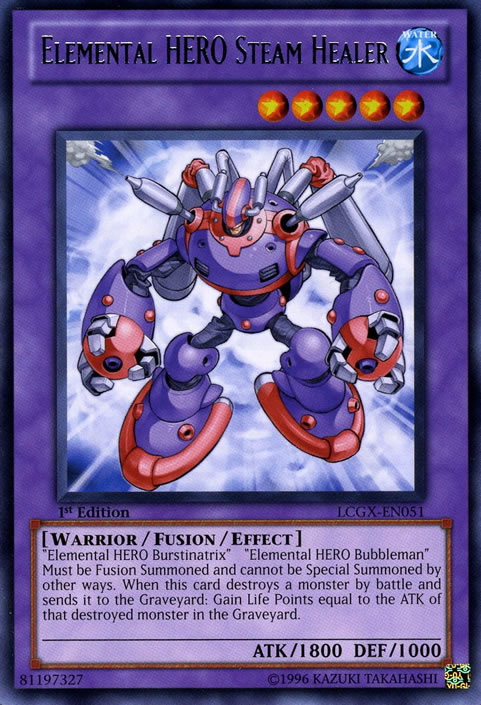 ELEMENTAL HERO STEAM HEALER
WATER
水
1st Edition
LCGX-EN051
[WARRIOR / FUSION / EFFECT]
"Elemental HERO Burstinatrix" "Elemental HERO Bubbleman"
Must be Fusion Summoned and cannot be Special Summoned by
other ways. When this card destroys a monster by battle and
sends it to the Graveyard: Gain Life Points equal to the ATK of
that destroyed monster in the Graveyard.
ATK/1800 DEF/1000
81197327
©1996 KAZUKI TAKAHASHI